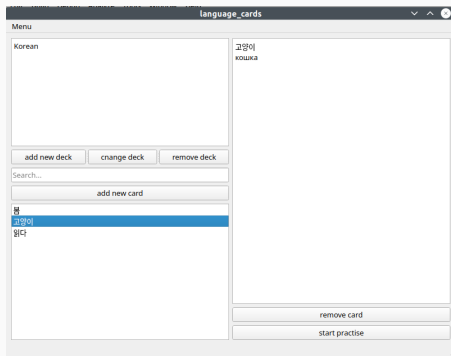 language_cards
Menu
Korean
add new deck
cnange deck
remove deck
Search...
add new card
봄
고양이
읽다
고양이
кошка
remove card
start practise